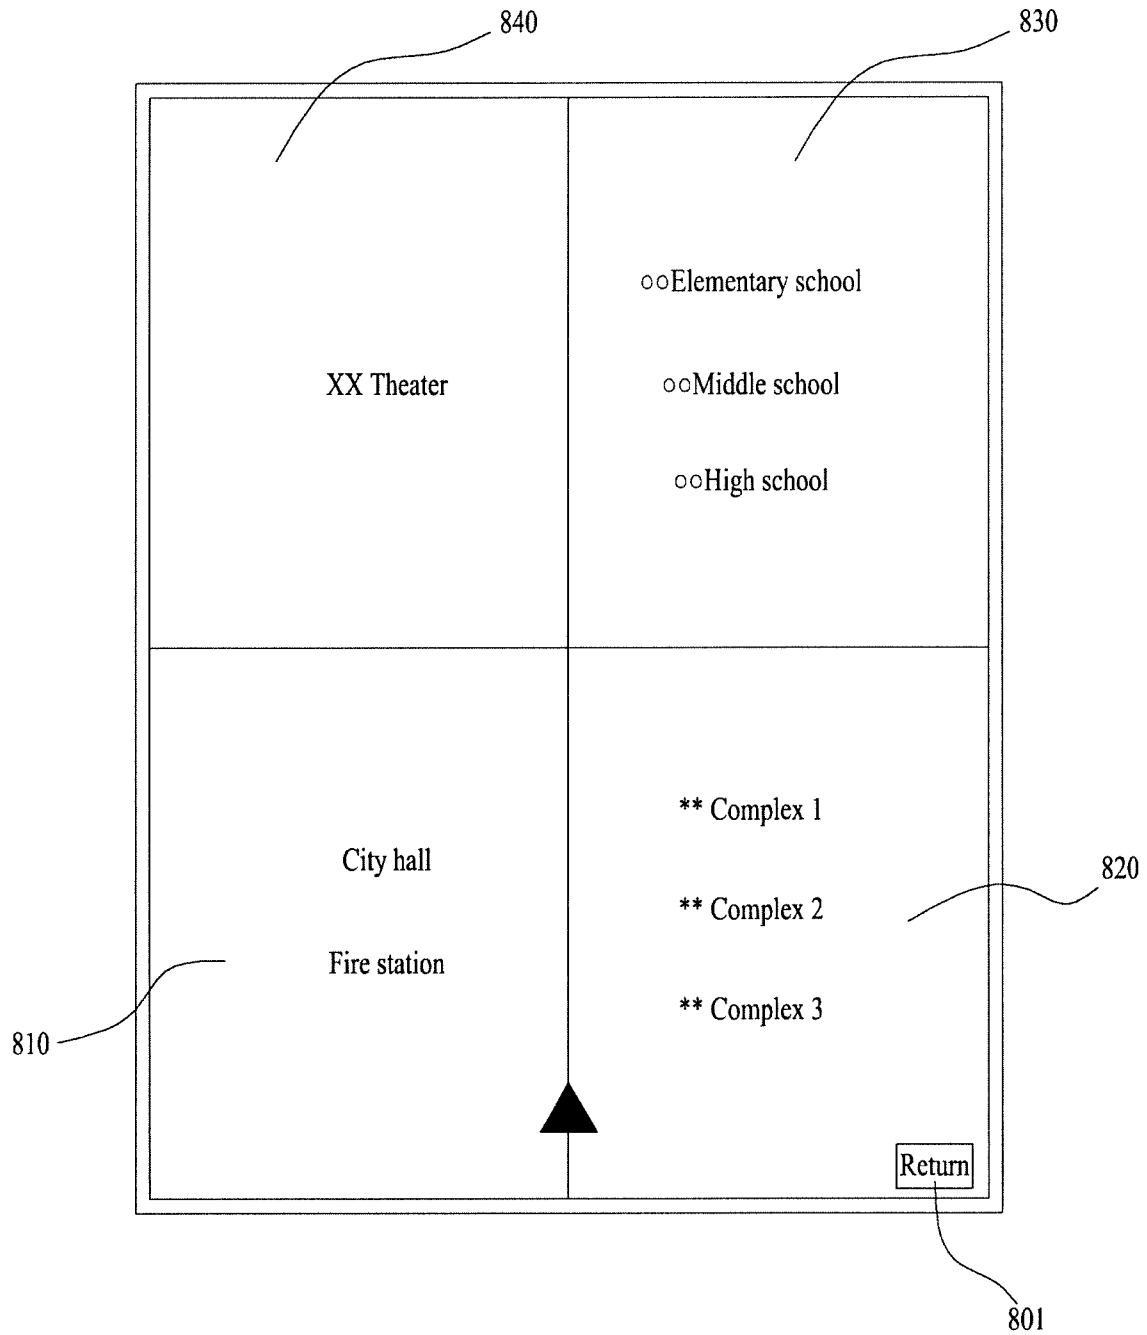 840
830
○○Elementary school
XX Theater
○○Middle school
○○High school
** Complex 1
City hall
820
** Complex 2
Fire station
** Complex 3
810
Return
801